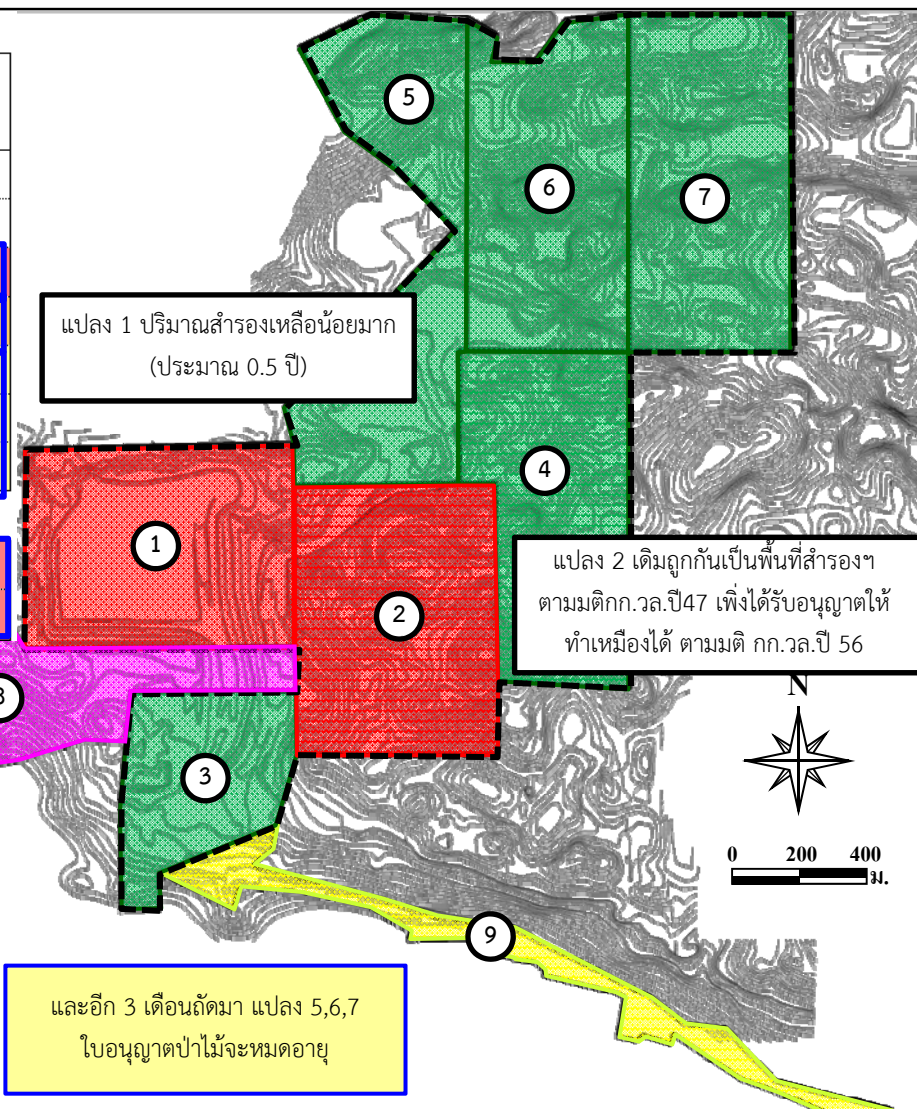 5
6
7
แปลง 1 ปริมาณสำรองเหลือน้อยมาก
(ประมาณ 0.5 ปี)
4
1
แปลง 2 เดิมถูกกันเป็นพื้นที่สำรองฯ
ตามมติกก.วล.ปี47 เพิ่งได้รับอนุญาตให้
ทำเหมืองได้ ตามมติ กก.วล.ปี 56
2
N
3
0 200 400
ม.
9
และอีก 3 เดือนถัดมา แปลง 5,6,7
ใบอนุญาตป่าไม้จะหมดอายุ